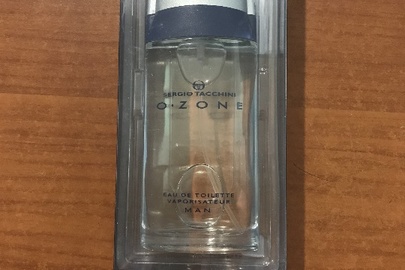 SERGIO TACCHINI
O·ZONE
EAU DE TOILETTE
VAPORISATEUR
MAN